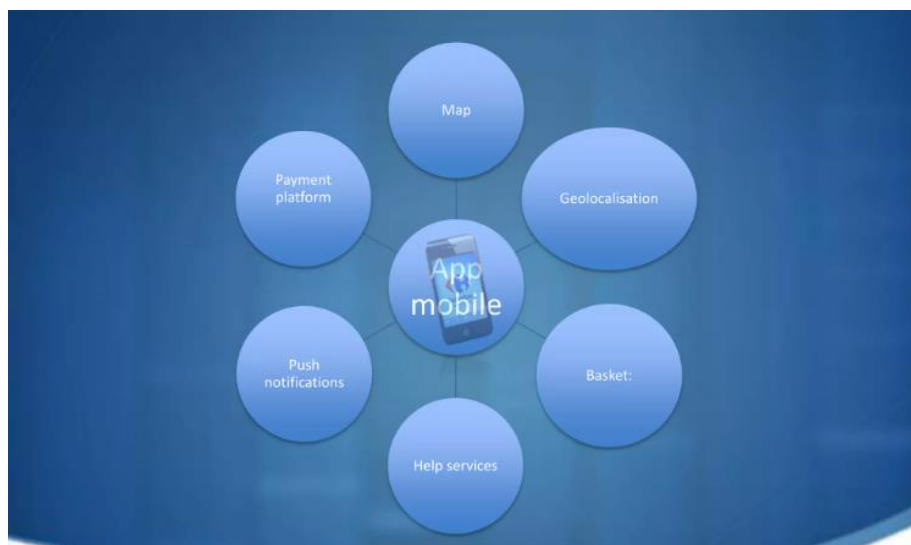 Map
Geolocalisation
Basket:
Help services
Push
notifications
Payment
platform
App
mobile